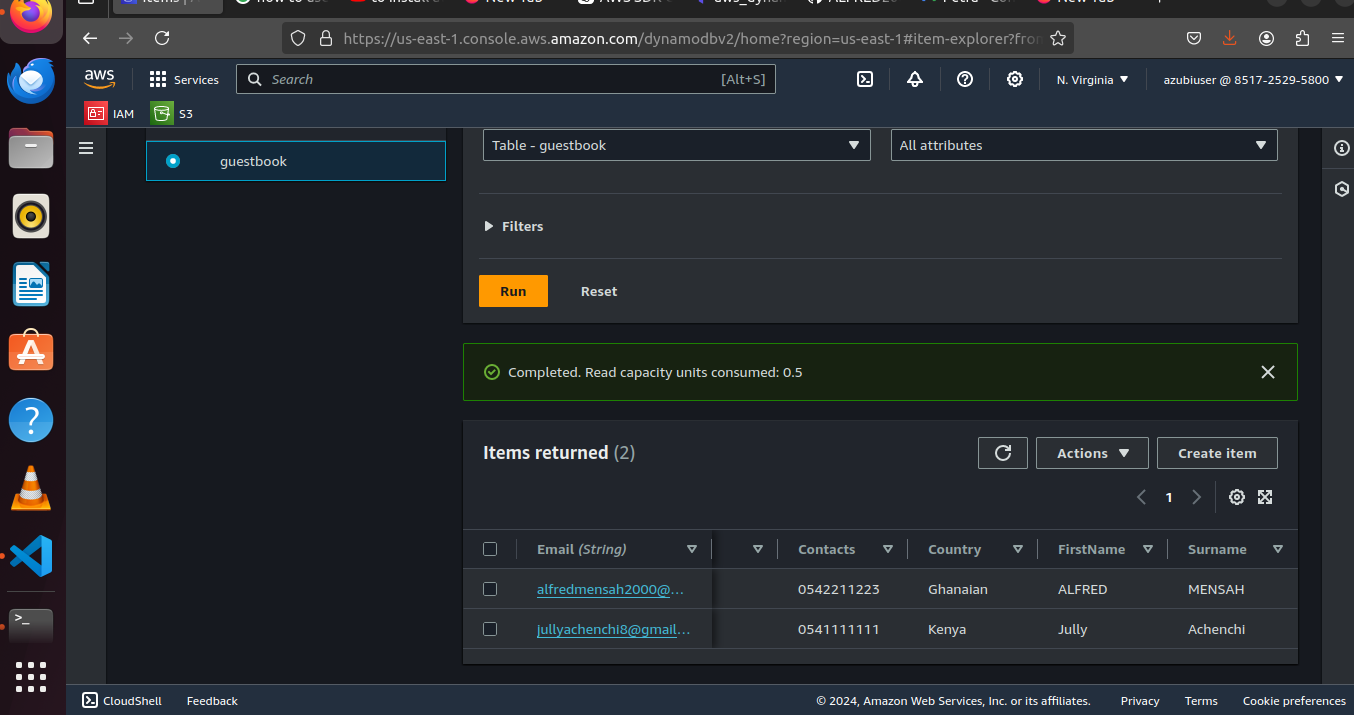 New Tab
https://us-east-1.console.aws.amazon.com/dynamodbv2/home?region=us-east-1#item-explorer?fro
aws
Services
Search
[Alt+S]
N. Virginia
azubiuser @ 8517-2529-5800
IAM
S3
guestbook
Table - guestbook
All attributes
Filters
Run
Reset
Completed. Read capacity units consumed: 0.5
Items returned (2)
Actions
Create item
1
Email (String) Contacts Country FirstName Surname
alfredmensah2000@... 0542211223 Ghanaian ALFRED MENSAH
jullyachenchi8@gmail... 0541111111 Kenya Jully Achenchi
CloudShell
Feedback
© 2024, Amazon Web Services, Inc. or its affiliates.
Privacy
Terms
Cookie preferences